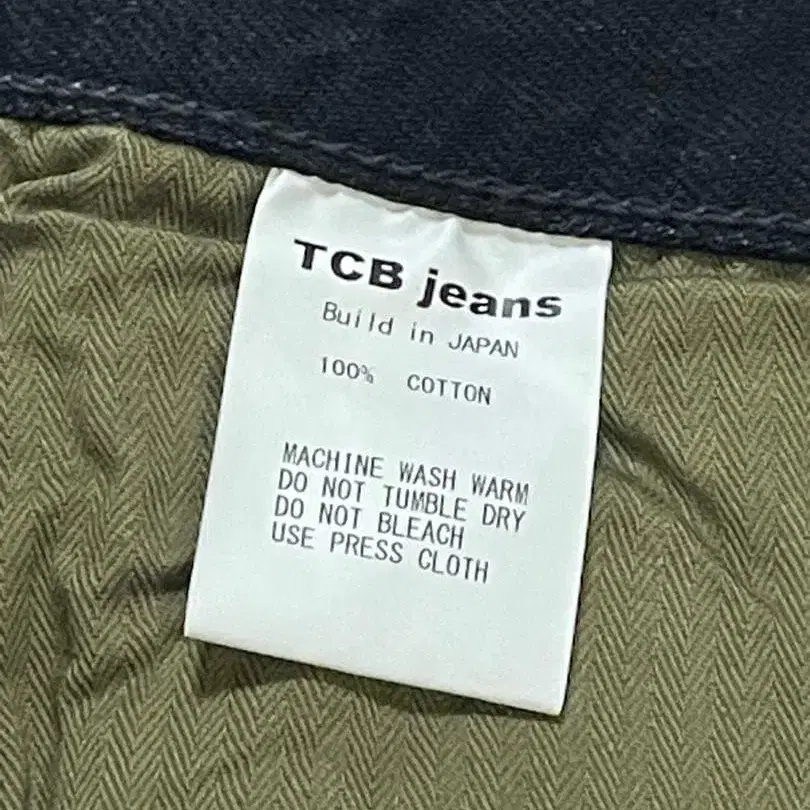 TCB jeans
Build in JAPAN
100% COTTON
MACHINE WASH WARM
DO NOT TUMBLE DRY
DO NOT BLEACH
USE PRESS CLOTH